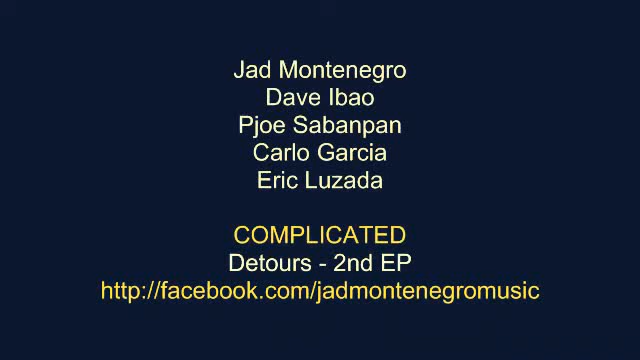 Jad Montenegro
Dave Ibao
Pjoe Sabanpan
Carlo Garcia
Eric Luzada
COMPLICATED
Detours - 2nd EP
http://facebook.com/jadmontenegromusic